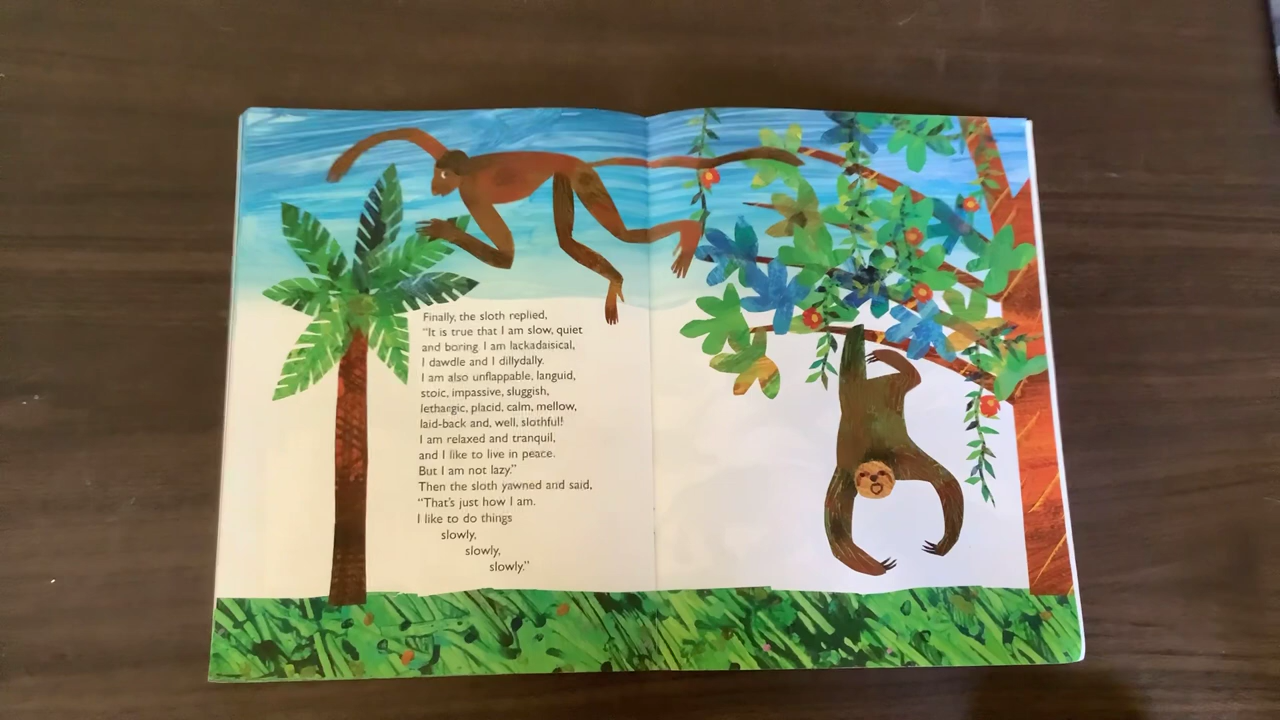 Finally, the sloth replied,
“It is true that I am slow, quiet
and boring. I am lackadaisical,
I dawdle and I dillydally.
I am also unflappable, languid,
stoic, impassive, sluggish,
lethargic, placid, calm, mellow,
laid-back and, well, slothful!
I am relaxed and tranquil,
and I like to live in peace.
But I am not lazy.”
Then the sloth yawned and said,
“That’s just how I am.
I like to do things
slowly,
slowly,
slowly.”